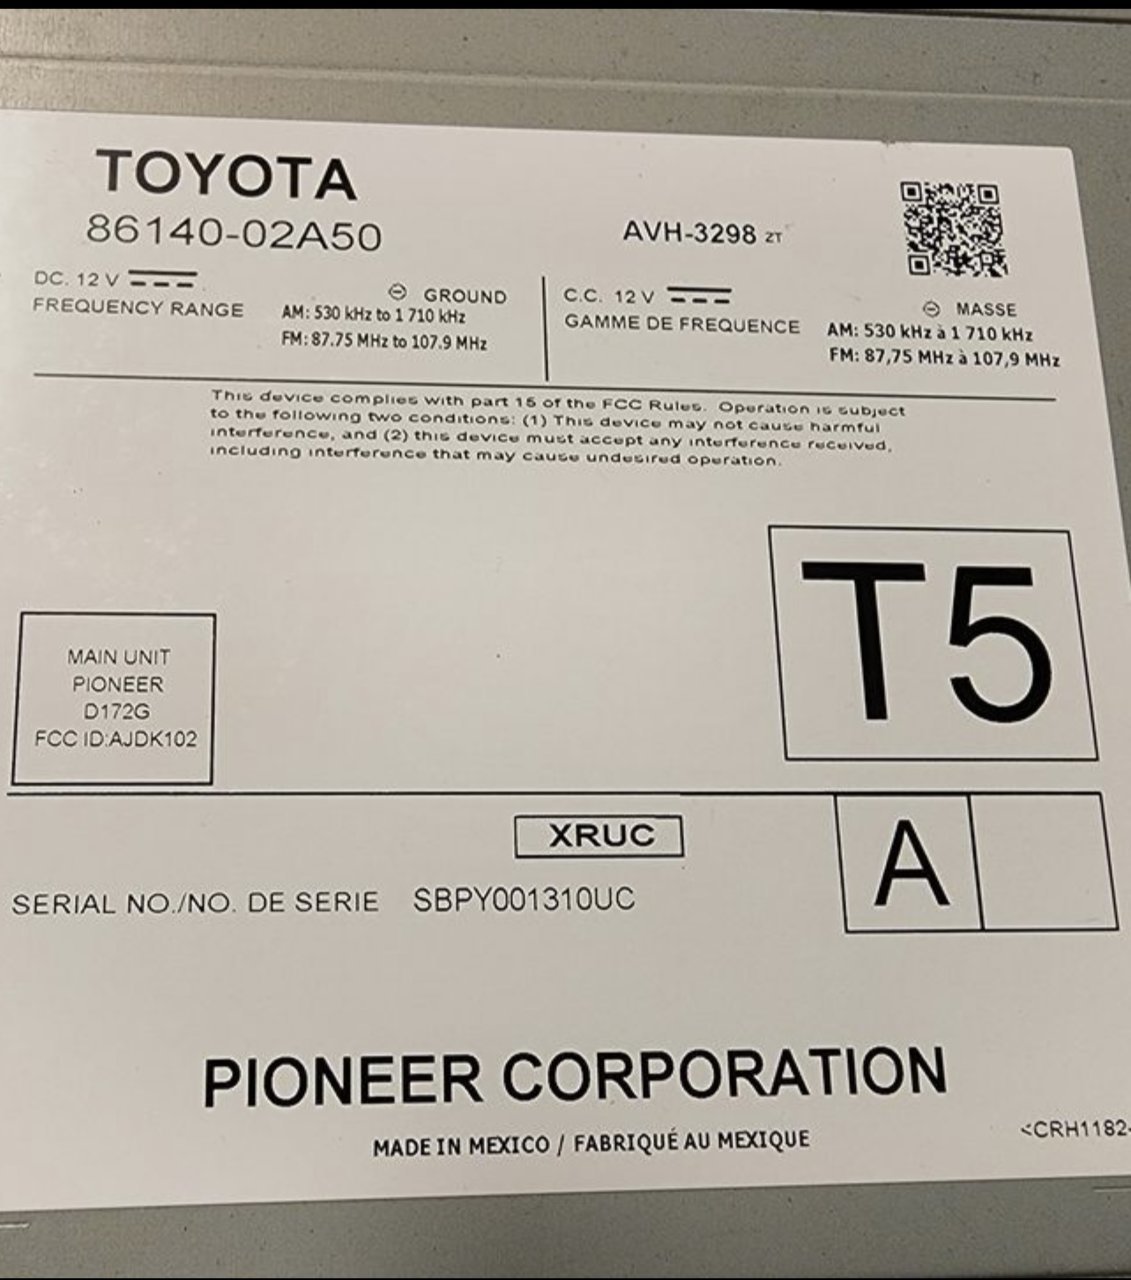 TOYOTA
86140-02A50
AVH-3298 ZT
DC. 12 V
FREQUENCY RANGE
GROUND
AM: 530 kHz to 1 710 kHz
FM: 87.75 MHz to 107.9 MHz
C.C. 12 V
GAMME DE FREQUENCE
MASSE
AM: 530 kHz à 1 710 kHz
FM: 87,75 MHz à 107,9 MHz
This device complies with part 15 of the FCC Rules. Operation is subject
to the following two conditions: (1) This device may not cause harmful
interference, and (2) this device must accept any interference received,
including interference that may cause undesired operation.
T5
MAIN UNIT
PIONEER
D172G
FCC ID:AJDK102
XRUC
A
SERIAL NO./NO. DE SERIE SBPY001310UC
PIONEER CORPORATION
MADE IN MEXICO / FABRIQUÉ AU MEXIQUE
<CRH1182-